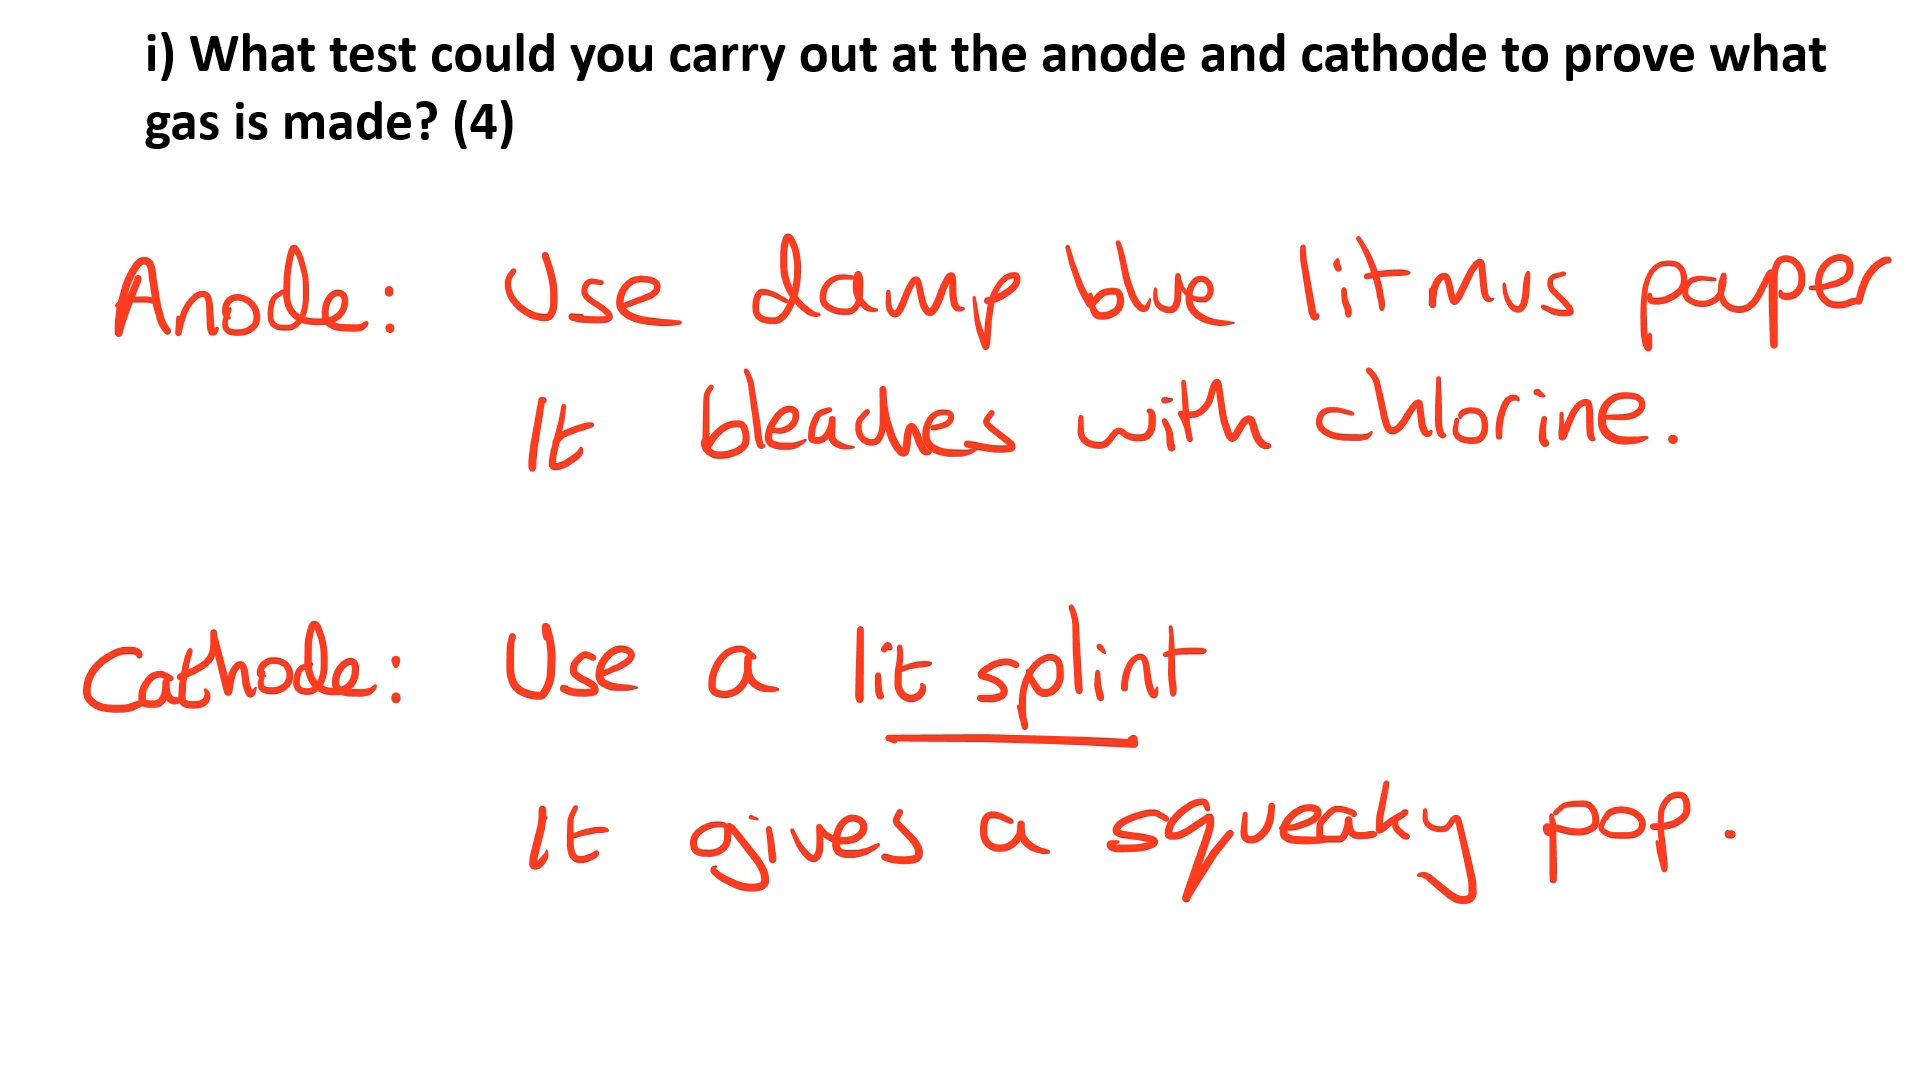 i) What test could you carry out at the anode and cathode to prove what
gas is made? (4)
Anode: Use damp blue litmus paper
It bleaches with chlorine.
Cathode: Use a lit splint
It gives a squeaky pop.